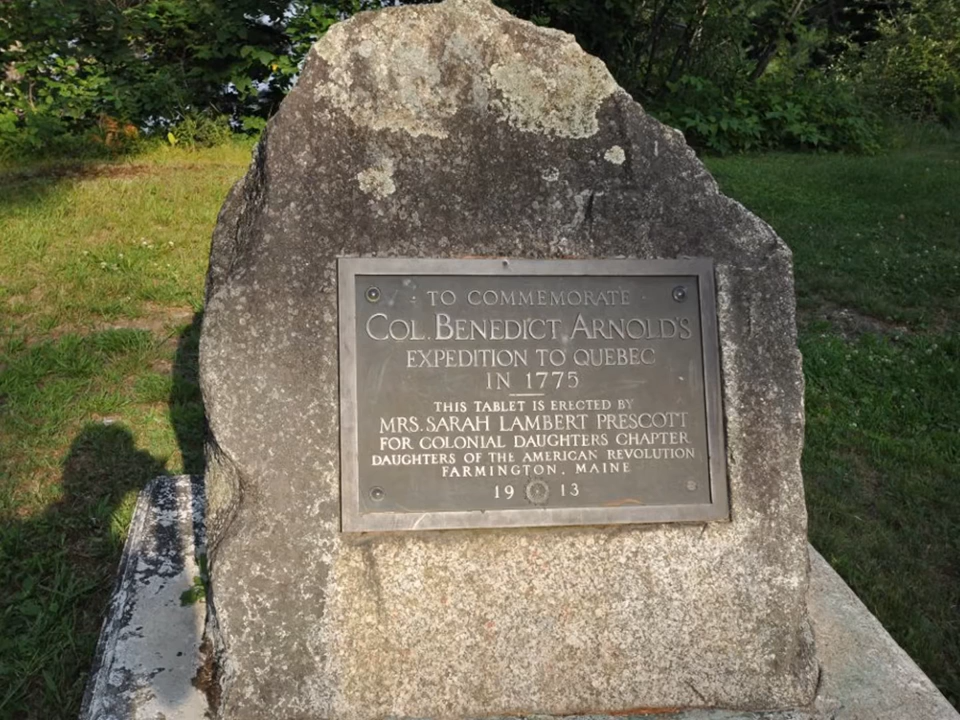 TO COMMEMORATE
COL. BENEDICT ARNOLD'S
EXPEDITION TO QUEBEC
IN 1775
THIS TABLET IS ERECTED BY
MRS. SARAH LAMBERT PRESCOTT
FOR COLONIAL DAUGHTERS CHAPTER
DAUGHTERS OF THE AMERICAN REVOLUTION
FARMINGTON, MAINE
19 13